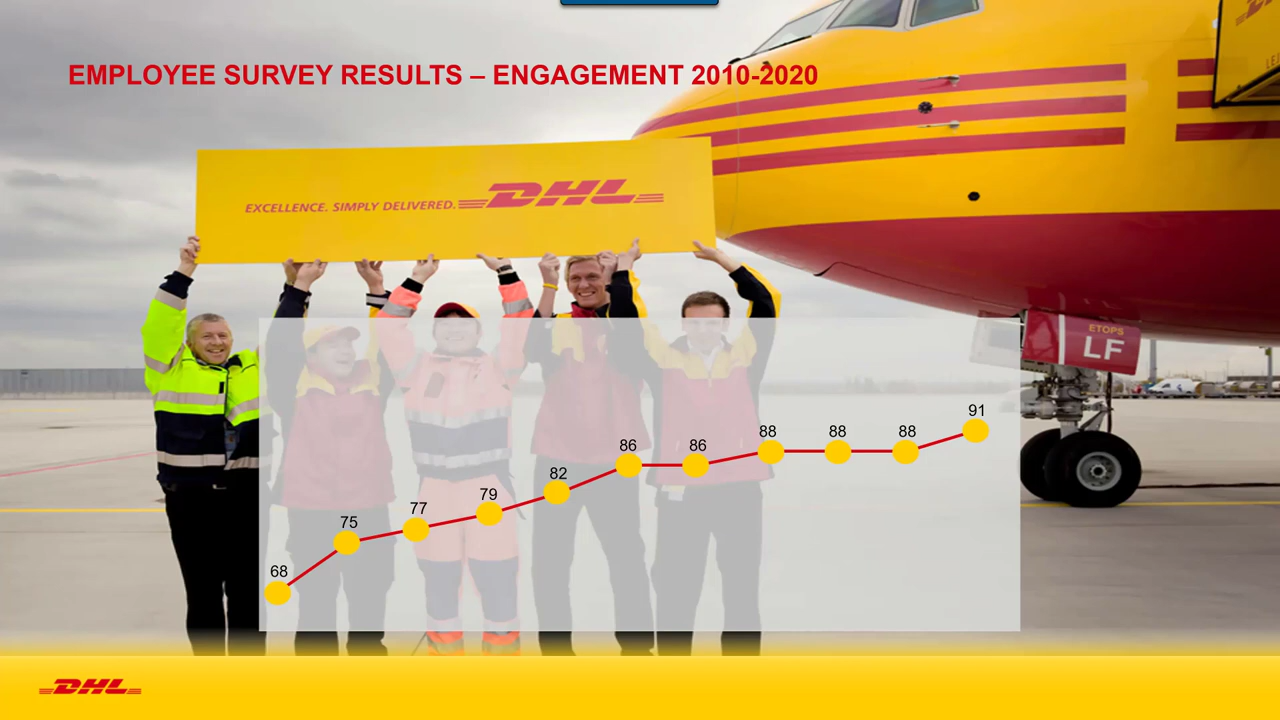 EMPLOYEE SURVEY RESULTS – ENGAGEMENT 2010-2020
EXCELLENCE. SIMPLY DELIVERED. DHL
ETOPS
LF
68
75
77
79
82
86
86
88
88
88
91
DHL